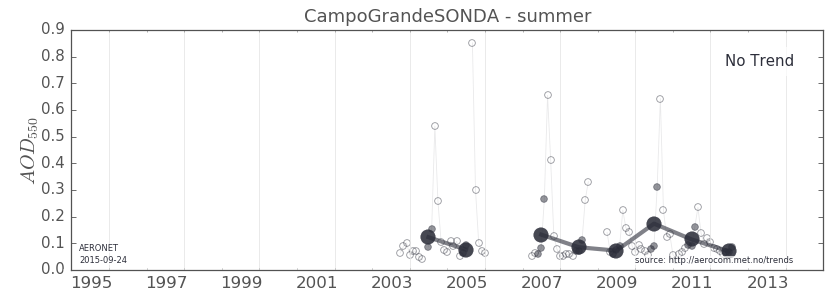 CampoGrandeSONDA - summer
No Trend
AOD550
0.9
0.8
0.7
0.6
0.5
0.4
0.3
0.2
0.1
0.0
AERONET
2015-09-24
source: http://aerocom.met.no/trends
1995 1997 1999 2001 2003 2005 2007 2009 2011 2013